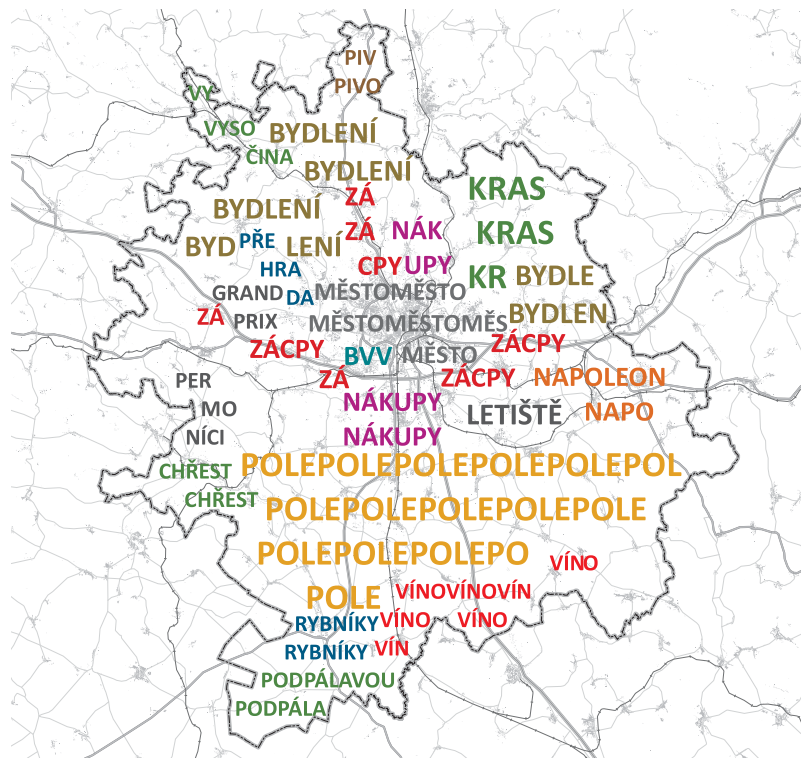 PIV
PIVO
VY
VYSO
ČINA
BYDLENÍ
BYDLENÍ
ZÁ
KRAS
BYDLENÍ
ZÁ NÁK
KRAS
BYD PŘE LENÍ
HRA
CPY UPY
KR BYDLE
GRAND DA MĚSTOMĚSTO
BYDLEN
ZÁ PRIX
MĚSTOMĚSTOMĚS
ZÁCPY
ZÁCPY
BVV MĚSTO
ZÁ
ZÁCPY
NAPOLEON
PER
MO
NÍCI
NÁKUPY
LETIŠTĚ
NAPO
NÁKUPY
POLEPOLEPOLEPOLEPOLEPOL
CHŘEST
CHŘEST
POLEPOLEPOLEPOLEPOLE
POLEPOLEPOLEPO
VÍNO
POLE
VÍNOVÍNOVÍN
RYBNÍKY VÍNO VÍNO
RYBNÍKY VÍN
PODPÁLAVOU
PODPÁLA